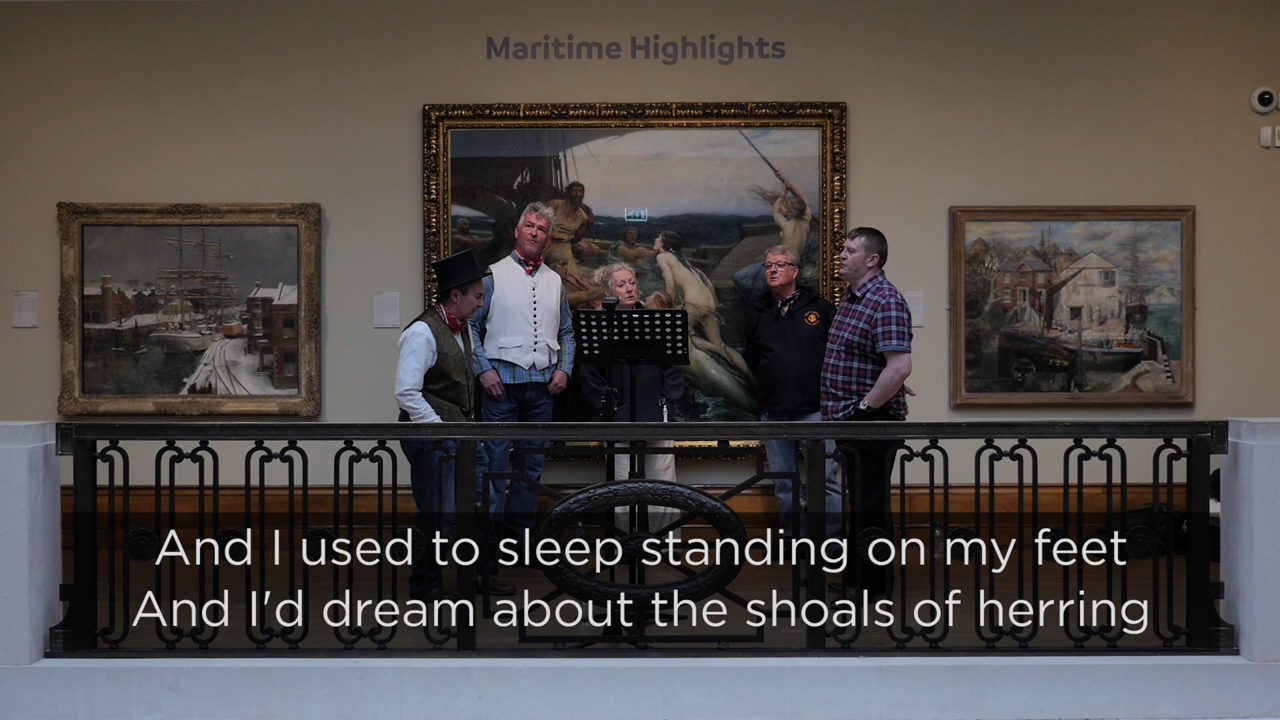 Maritime Highlights
And I used to sleep standing on my feet
And I'd dream about the shoals of herring